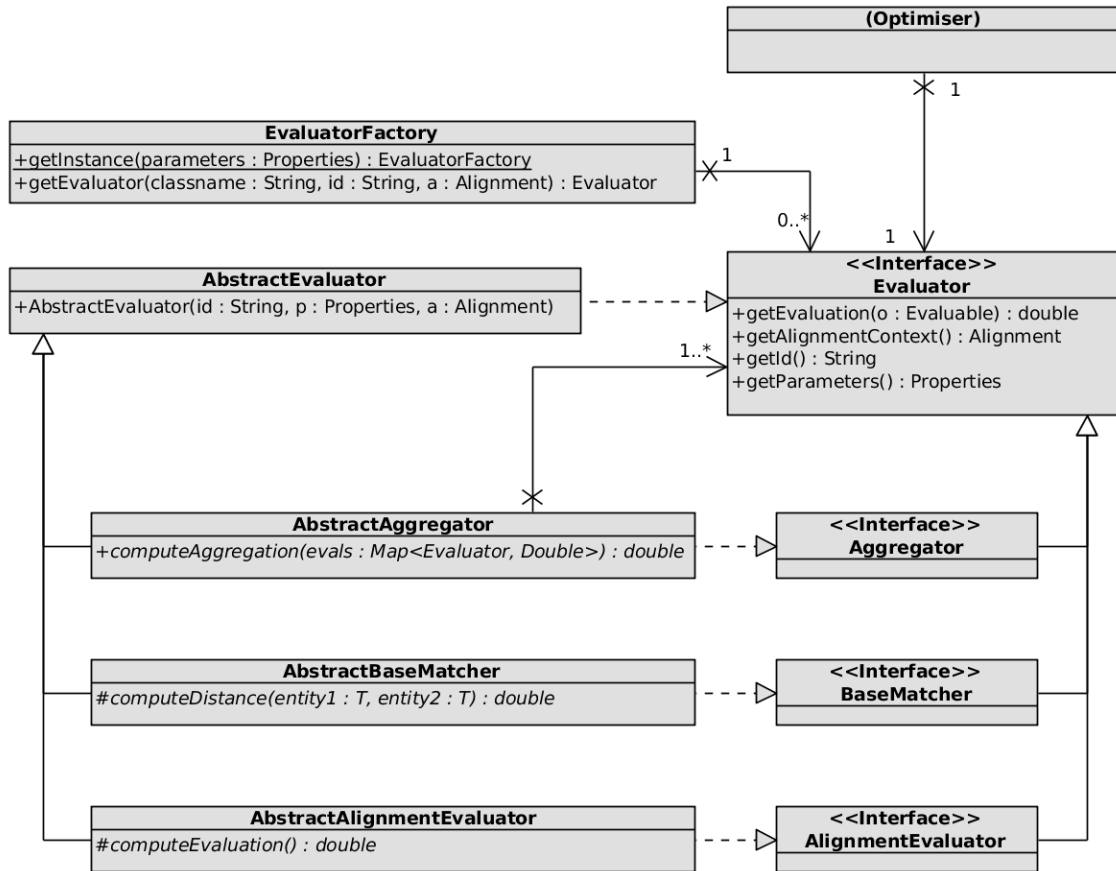 (Optimiser)
1
EvaluatorFactory
+getInstance(parameters : Properties) : EvaluatorFactory
+getEvaluator(classname : String, id : String, a : Alignment) : Evaluator
1
0..*
1
<<Interface>>
Evaluator
+getEvaluation(o : Evaluable) : double
+getAlignmentContext() : Alignment
+getId() : String
+getParameters() : Properties
AbstractEvaluator
+AbstractEvaluator(id : String, p : Properties, a : Alignment)
1..*
AbstractAggregator
+computeAggregation(evals : Map<Evaluator, Double>) : double
<<Interface>>
Aggregator
AbstractBaseMatcher
#computeDistance(entity1 : T, entity2 : T) : double
<<Interface>>
BaseMatcher
AbstractAlignmentEvaluator
#computeEvaluation() : double
<<Interface>>
AlignmentEvaluator